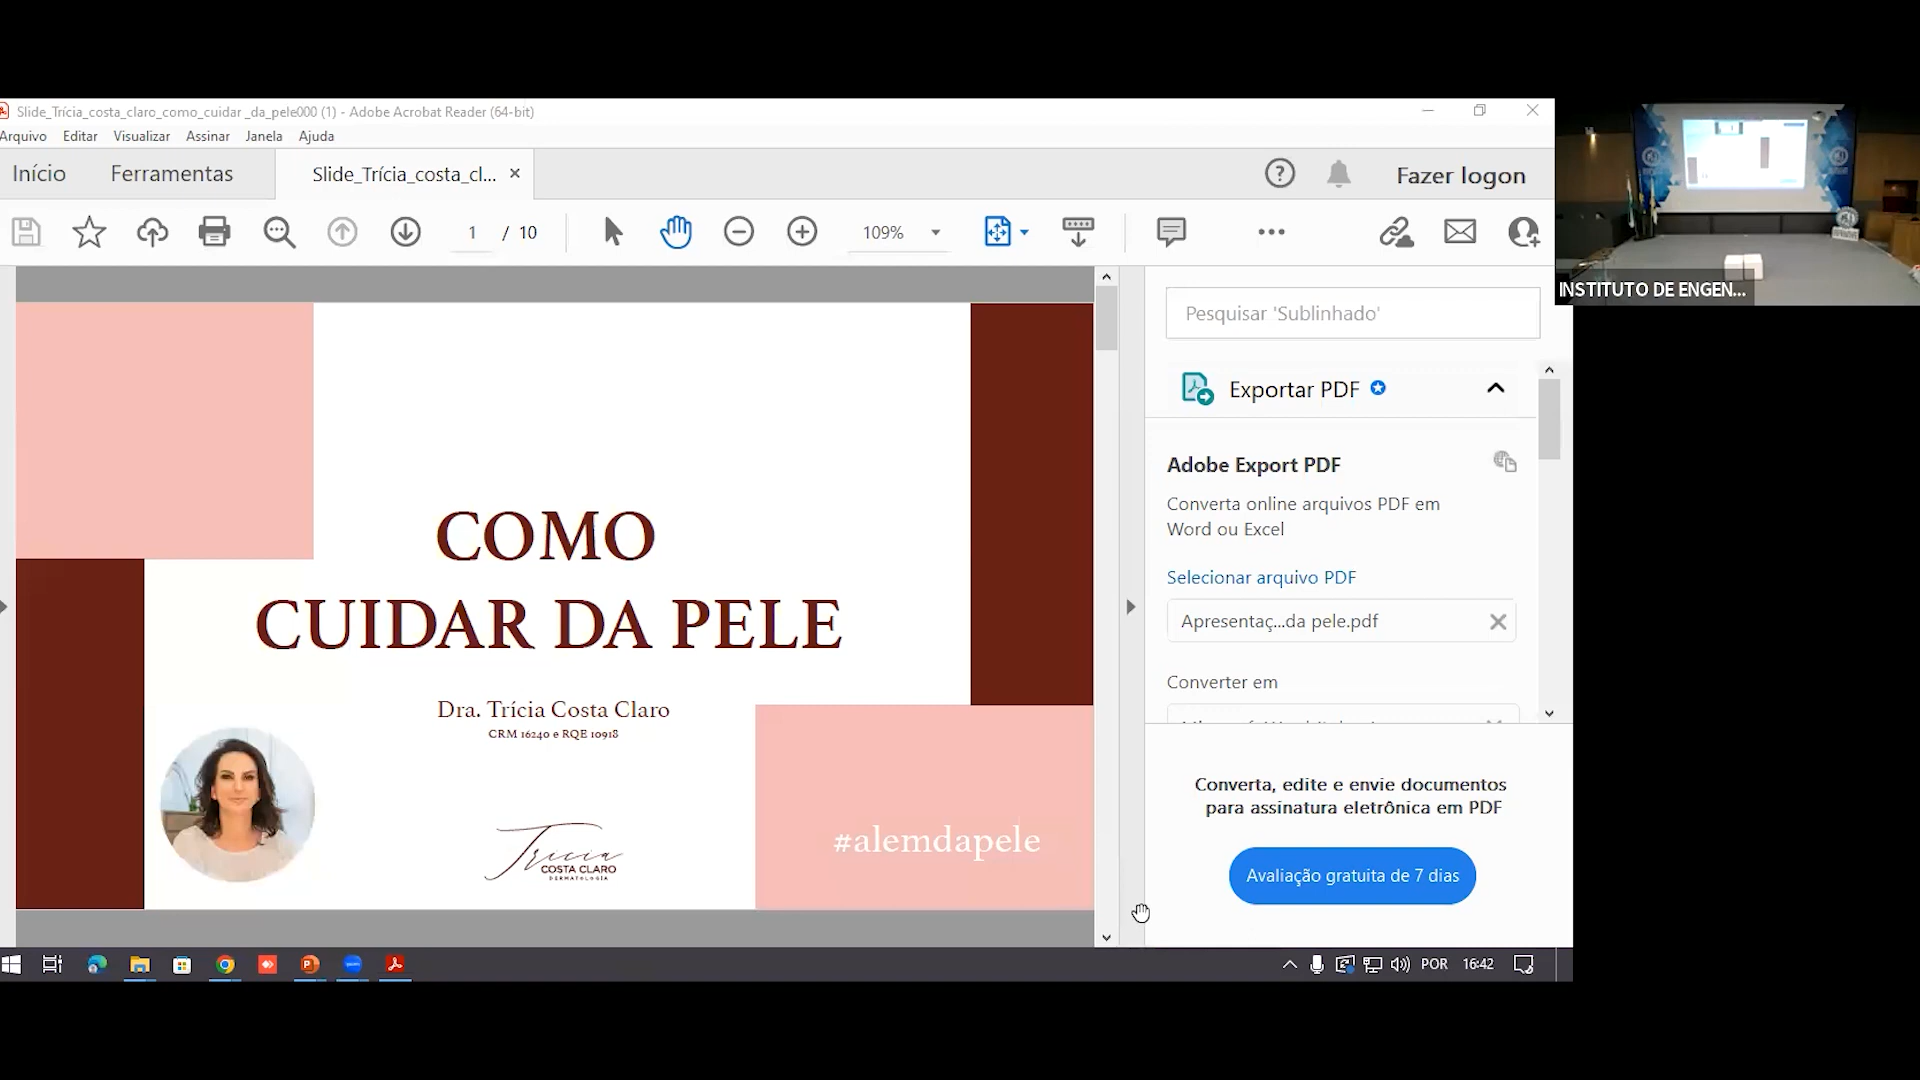 Slide_Trícia_costa_claro_como_cuidar _da_pele000 (1) - Adobe Acrobat Reader (64-bit)
Arquivo Editar Visualizar Assinar Janela Ajuda
Início Ferramentas Slide_Trícia_costa_cl... Fazer logon
1 / 10 109%
INSTITUTO DE ENGEN...
Pesquisar 'Sublinhado'
Exportar PDF
Adobe Export PDF
Converta online arquivos PDF em
Word ou Excel
Selecionar arquivo PDF
Apresentaç...da pele.pdf
Converter em
Converta, edite e envie documentos
para assinatura eletrônica em PDF
Avaliação gratuita de 7 dias
COMO
CUIDAR DA PELE
Dra. Trícia Costa Claro
CRM 16240 e RQE 10918
Trícia
COSTA CLARO
DERMATOLOGIA
#alemdapele
POR 16:42